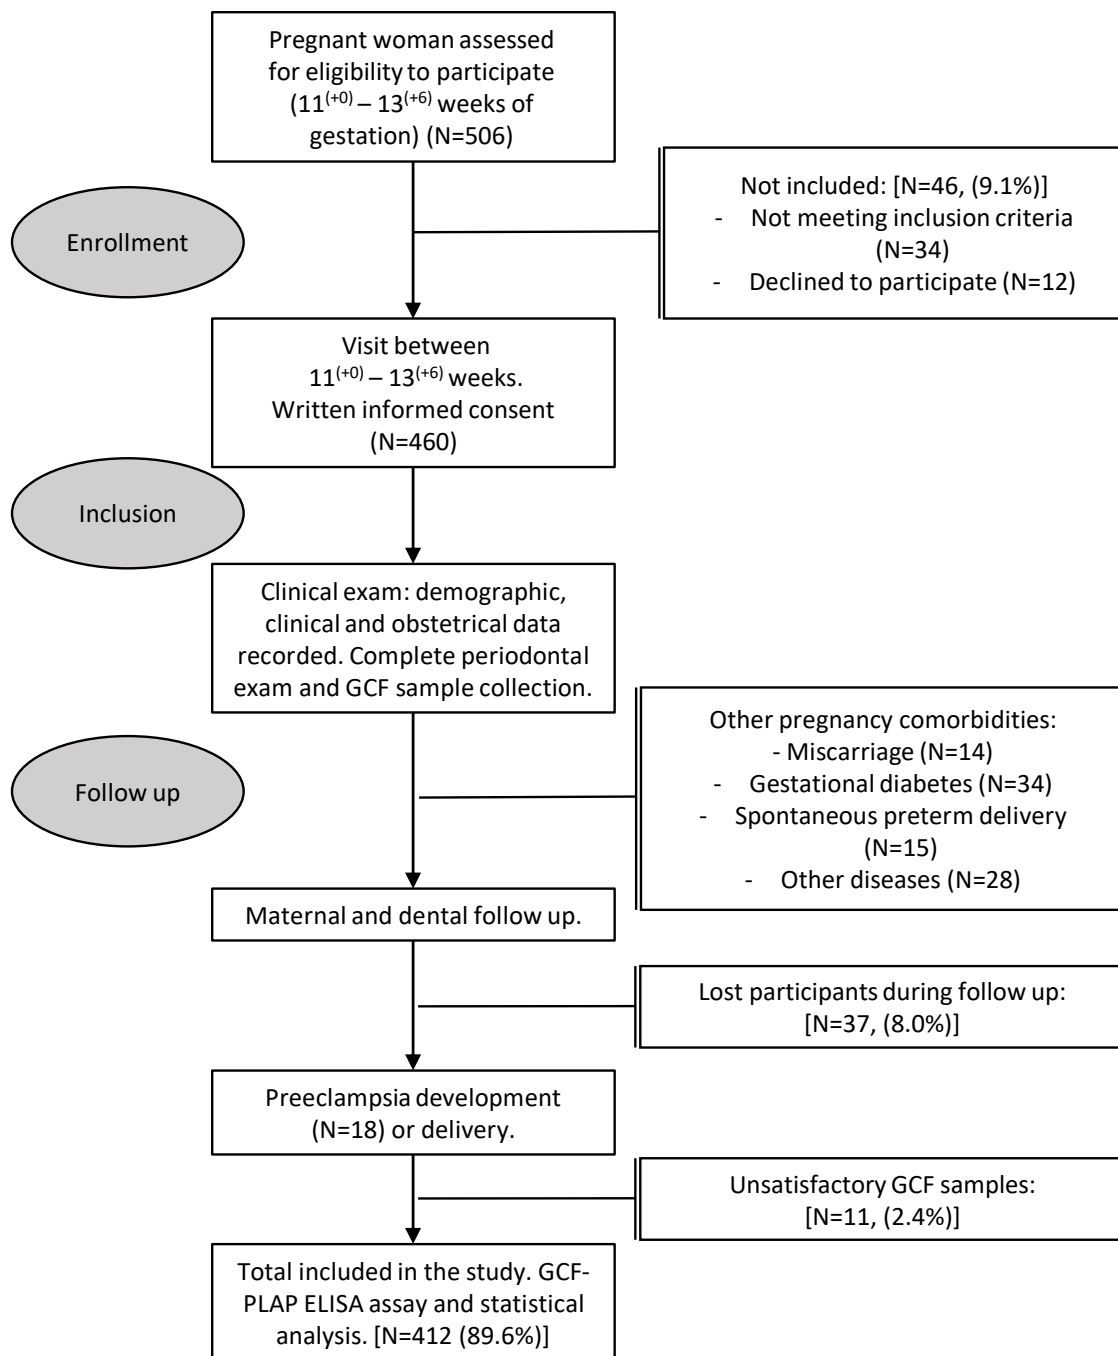 Pregnant woman assessed
for eligibility to participate
(11(+0) – 13(+6) weeks of
gestation) (N=506)
Not included: [N=46, (9.1%)]
- Not meeting inclusion criteria
(N=34)
- Declined to participate (N=12)
Enrollment
Visit between
11(+0) – 13(+6) weeks.
Written informed consent
(N=460)
Inclusion
Clinical exam: demographic,
clinical and obstetrical data
recorded. Complete periodontal
exam and GCF sample collection.
Other pregnancy comorbidities:
- Miscarriage (N=14)
- Gestational diabetes (N=34)
- Spontaneous preterm delivery
(N=15)
- Other diseases (N=28)
Follow up
Maternal and dental follow up.
Lost participants during follow up:
[N=37, (8.0%)]
Preeclampsia development
(N=18) or delivery.
Unsatisfactory GCF samples:
[N=11, (2.4%)]
Total included in the study. GCF-
PLAP ELISA assay and statistical
analysis. [N=412 (89.6%)]